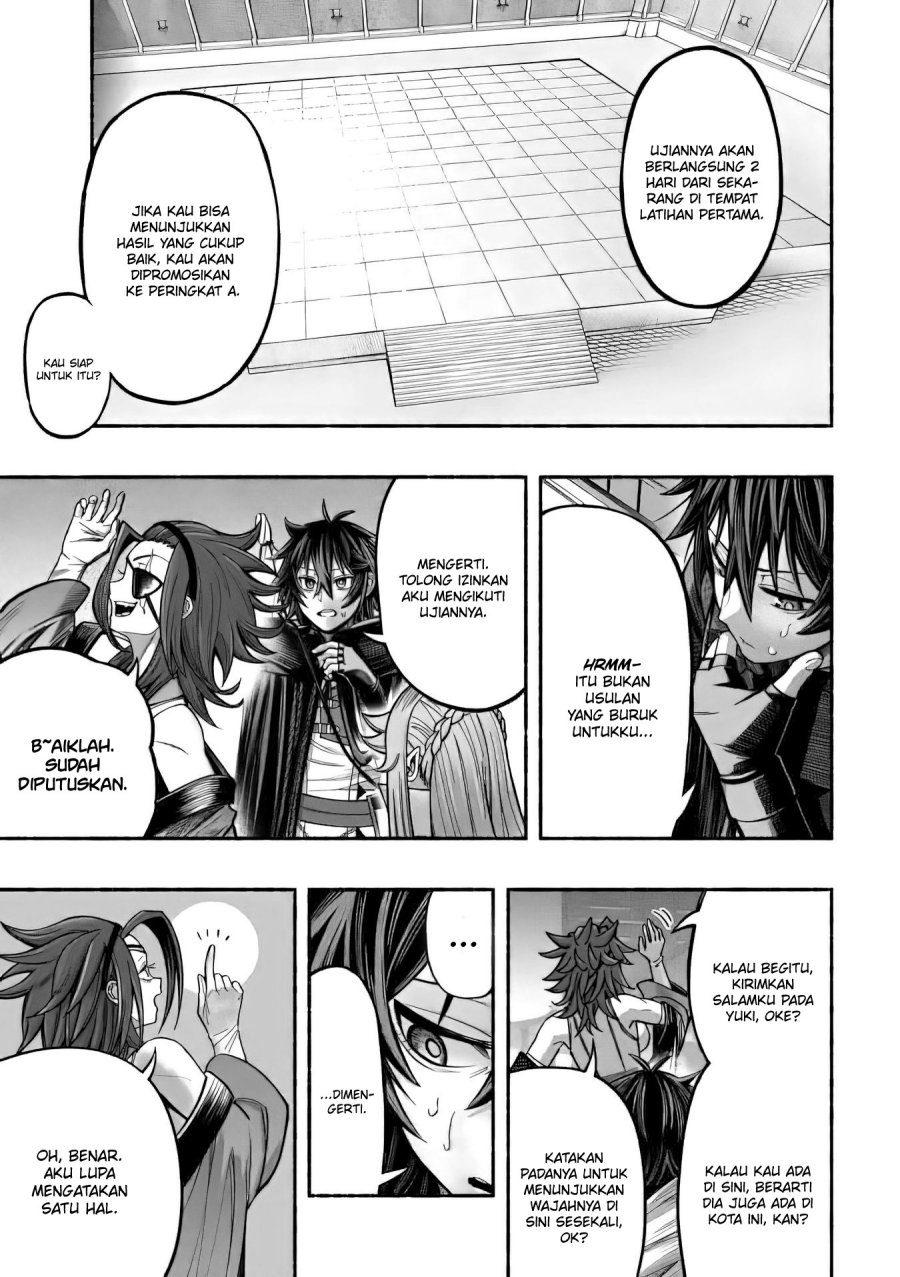 UJIANNYA AKAN
BERLANGSUNG 2
HARI DARI SEKA-
RANG DI TEMPAT
LATIHAN PERTAMA.
JIKA KAU BISA
MENUNJUKKAN
HASIL YANG CUKUP
BAIK, KAU AKAN
DIPROMOSIKAN
KE PERINGKAT A.
KAU SIAP
UNTUK ITU?
HRMM-
ITU BUKAN
USULAN
YANG BURUK
UNTUKKU...
MENGERTI.
TOLONG IZINKAN
AKU MENGIKUTI
UJIANNYA.
B~AIKLAH.
SUDAH
DIPUTUSKAN.
KALAU BEGITU,
KIRIMKAN
SALAMKU PADA
YUKI, OKE?
KALAU KAU ADA
DI SINI, BERARTI
DIA JUGA ADA DI
KOTA INI, KAN?
KATAKAN
PADANYA UNTUK
MENUNJUKKAN
WAJAHNYA DI
SINI SESEKALI,
OK?
...
...DIMEN-
GERTI.
OH, BENAR.
AKU LUPA
MENGATAKAN
SATU HAL.